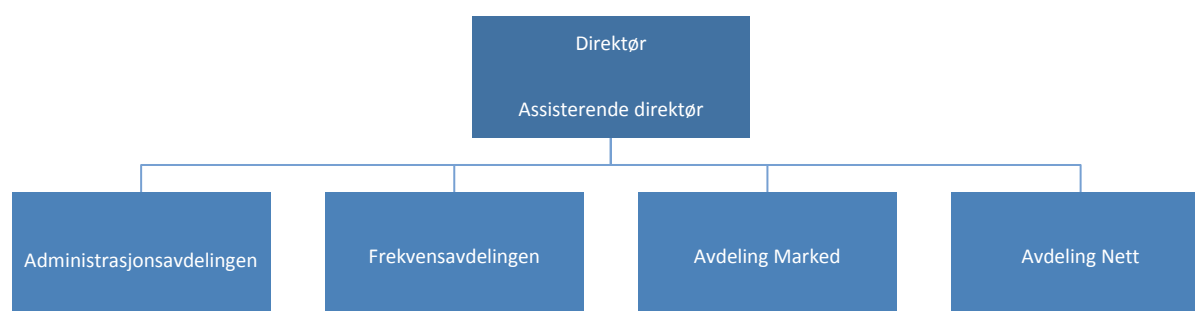 Direktør
Assisterende direktør
Administrasjonsavdelingen
Frekvensavdelingen
Avdeling Marked
Avdeling Nett